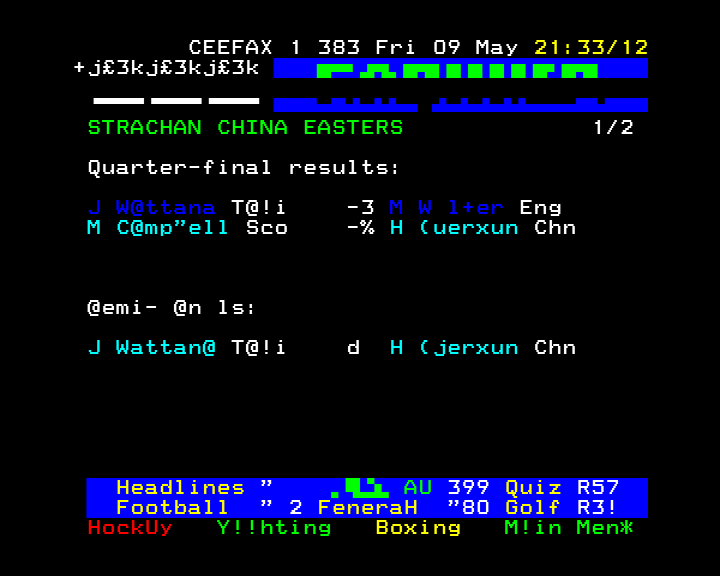 CEEFAX 1 383 Fri 09 May 21:33/12
+j£3kj£3kj£3k
STRACHAN CHINA EASTERS 1/2
Quarter-final results:
J W@ttana T@!i -3 M W l+er Eng
M C@mp”ell Sco -% H (uerxun Chn
@emi- @n ls:
J Wattan@ T@!i d H (jerxun Chn
Headlines ” AU 399 Quiz R57
Football ” 2 FeneraH ”80 Golf R3!
HockUy Y!!hting Boxing M!in Men*